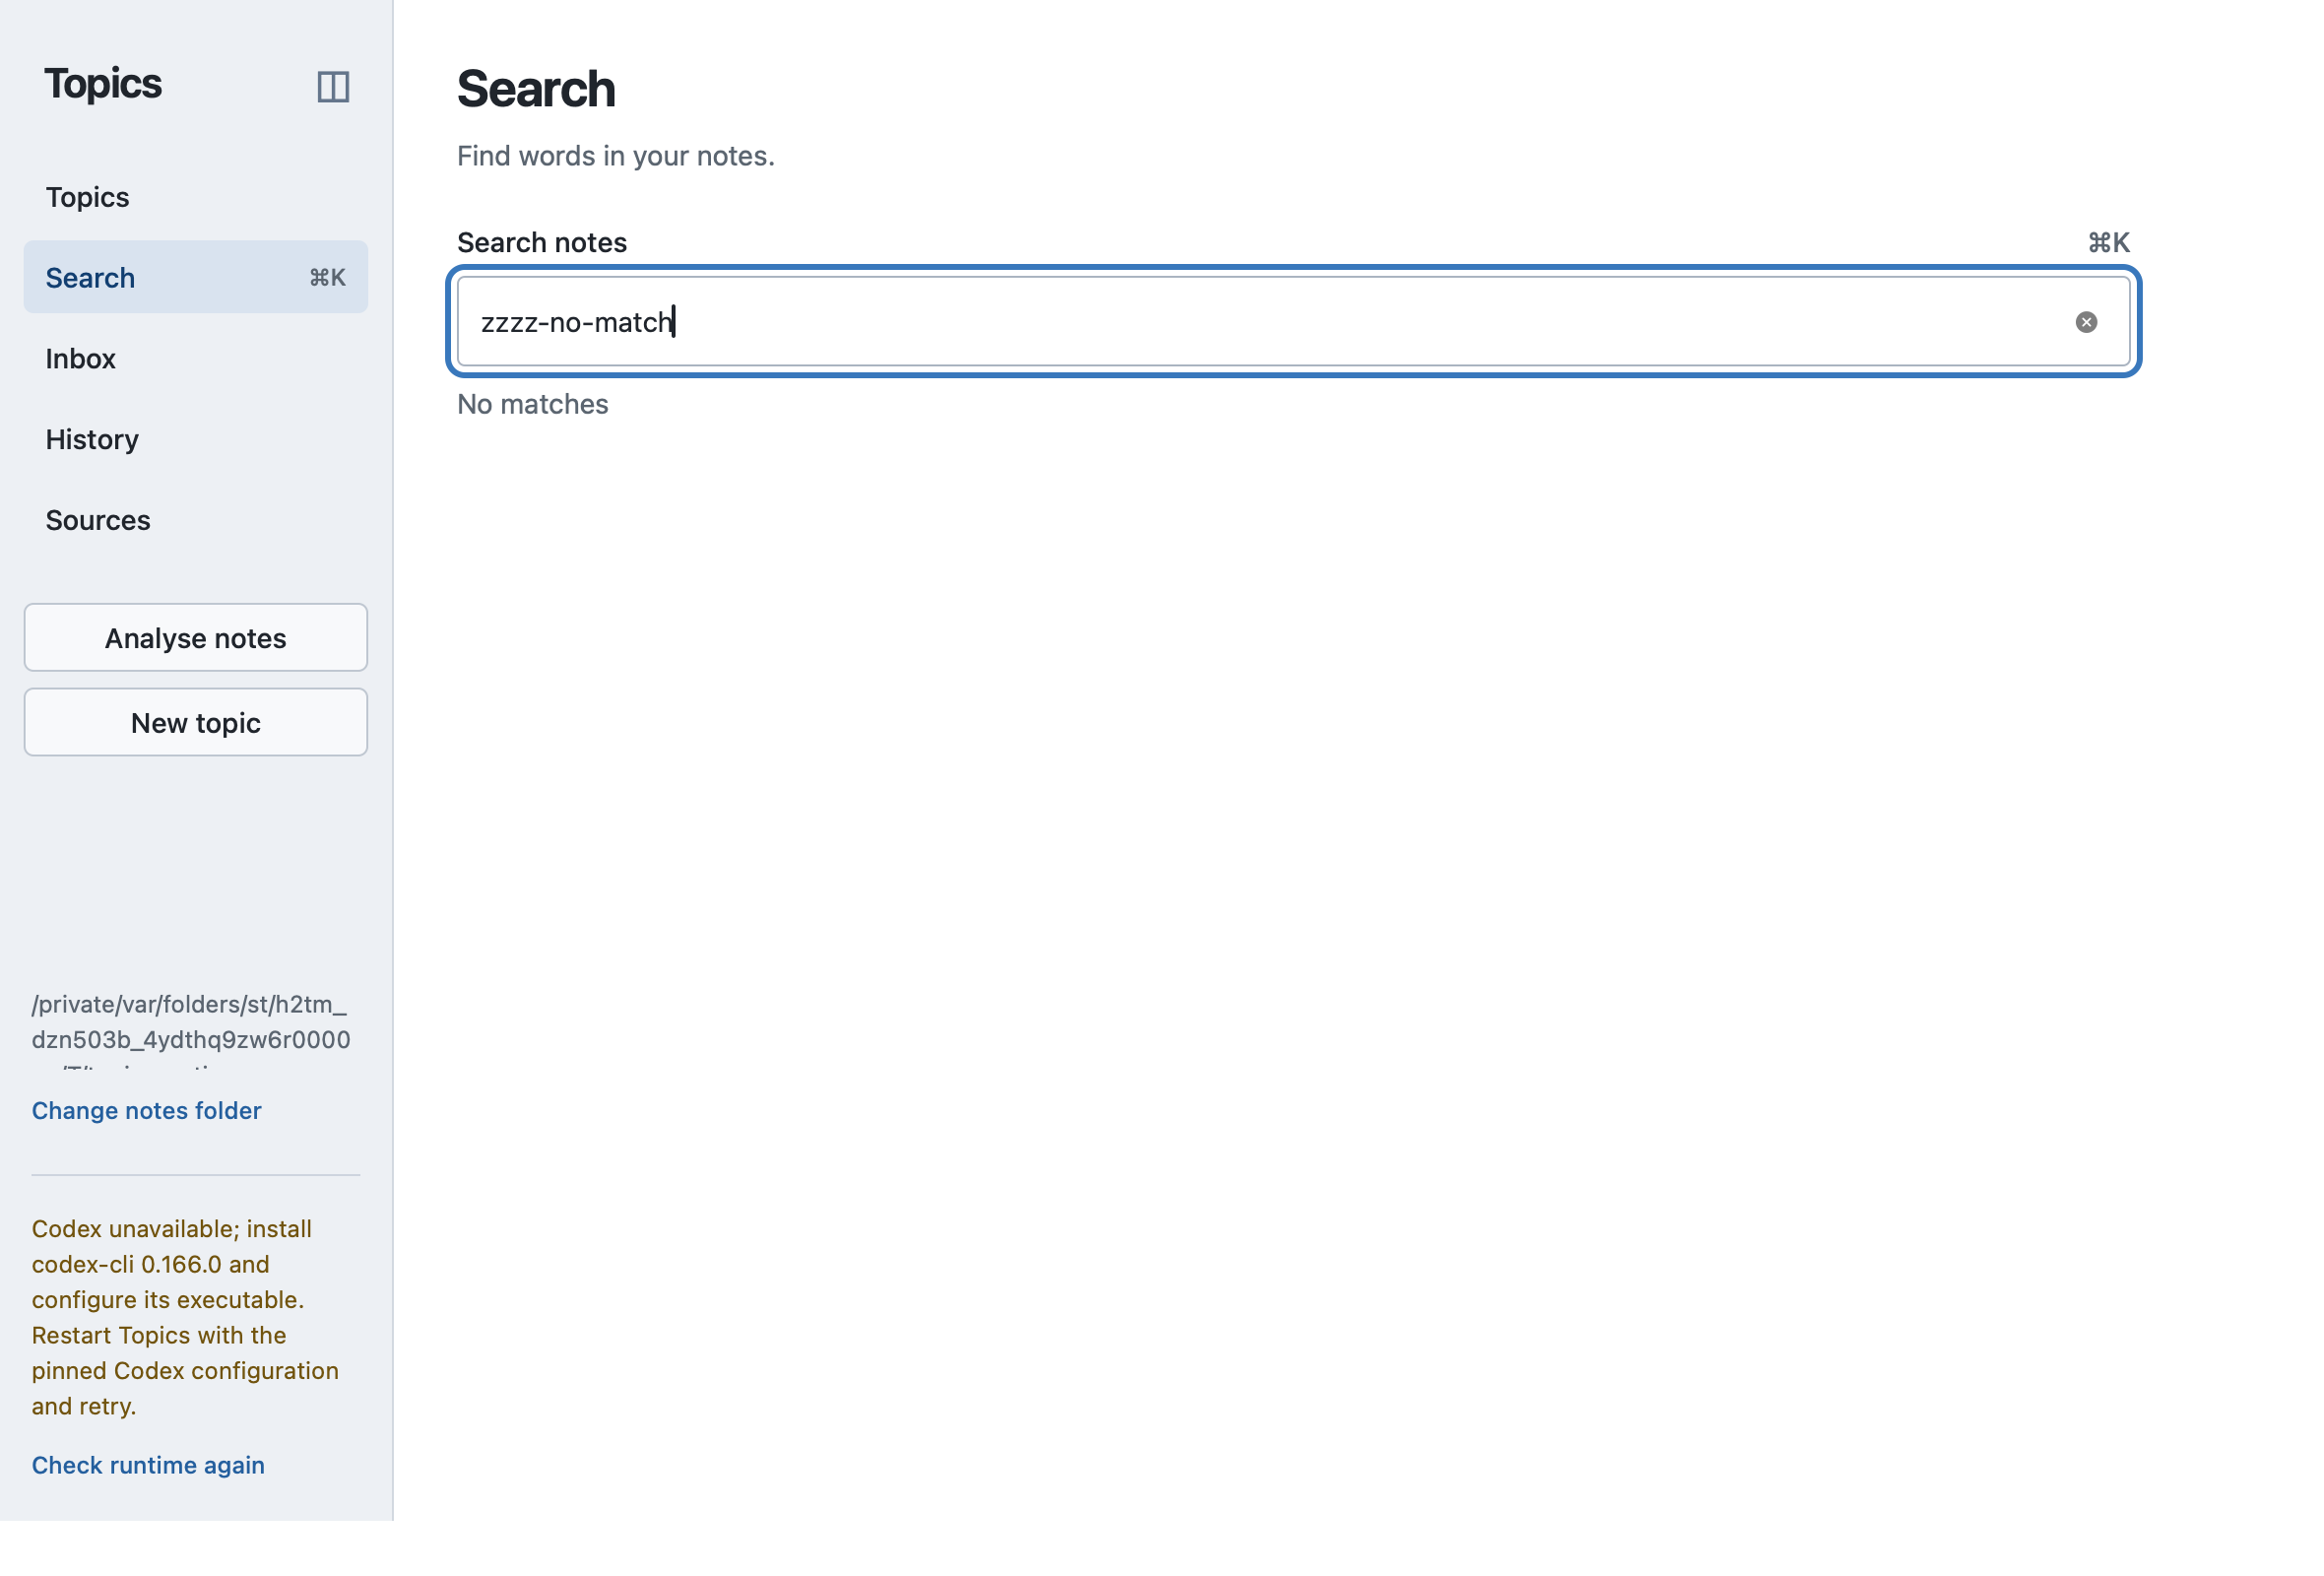 Topics
Topics
Search ⌘K
Inbox
History
Sources
Analyse notes
New topic
/private/var/folders/st/h2tm_
dzn503b_4ydthq9zw6r0000
Change notes folder
Codex unavailable; install
codex-cli 0.166.0 and
configure its executable.
Restart Topics with the
pinned Codex configuration
and retry.
Check runtime again
Search
Find words in your notes.
Search notes ⌘K
zzzz-no-match
No matches